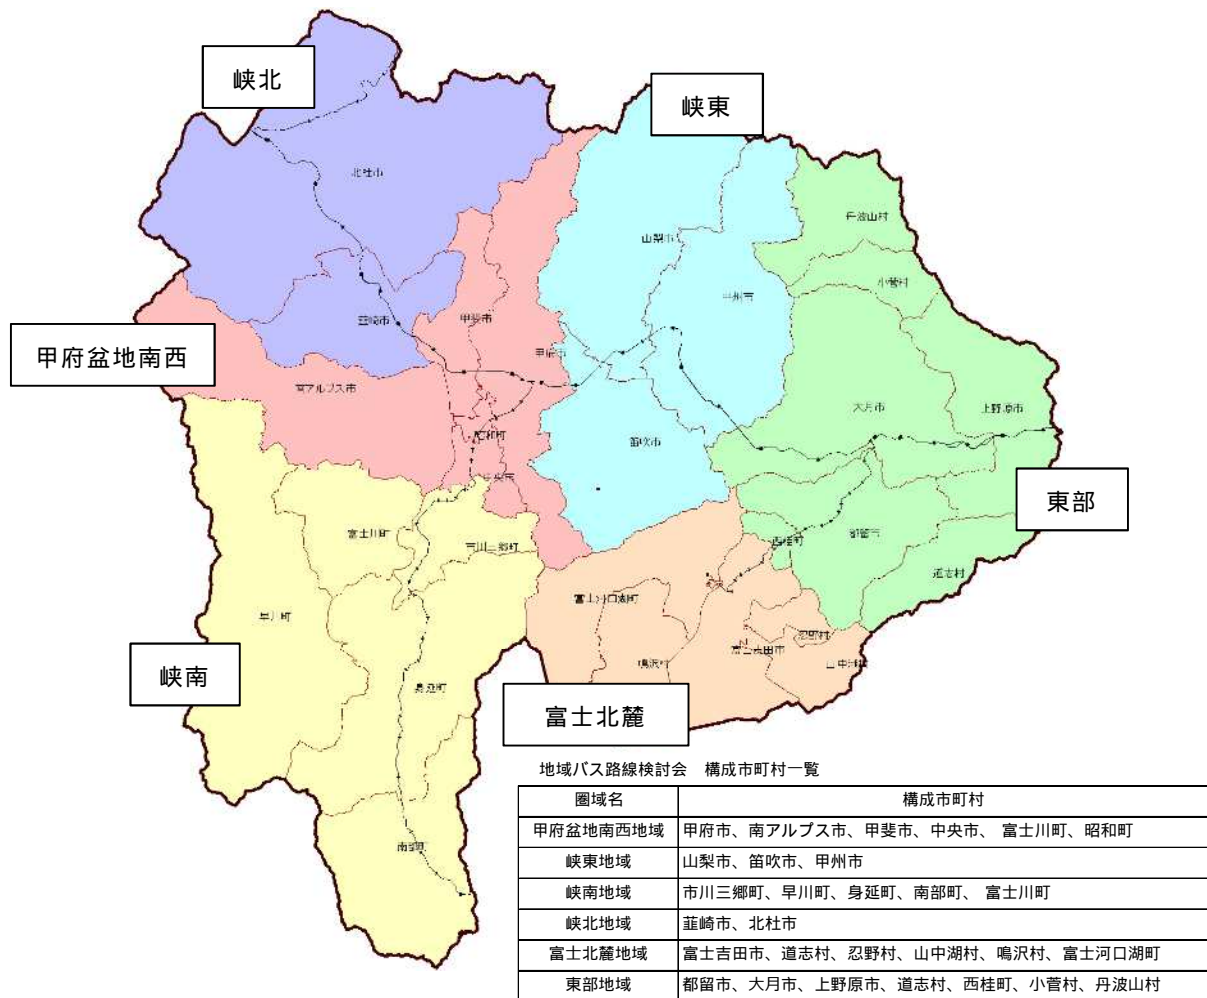 峡北
峡東
北杜市
丹波山村
山梨市
小菅村
甲州市
韮崎市
甲斐市
甲府盆地南西
甲府市
南アルプス市
大月市
上野原市
昭和町
笛吹市
中央市
東部
富士川町
市川三郷町
西桂町
都留市
道志村
富士河口湖町
早川町
忍野村
富士吉田市
鳴沢村
山中湖村
峡南
身延町
富士北麓
南部町
地域バス路線検討会 構成市町村一覧
圏域名 構成市町村
甲府盆地南西地域 甲府市、南アルプス市、甲斐市、中央市、 富士川町、昭和町
峡東地域 山梨市、笛吹市、甲州市
峡南地域 市川三郷町、早川町、身延町、南部町、 富士川町
峡北地域 韮崎市、北杜市
富士北麓地域 富士吉田市、道志村、忍野村、山中湖村、鳴沢村、富士河口湖町
東部地域 都留市、大月市、上野原市、道志村、西桂町、小菅村、丹波山村